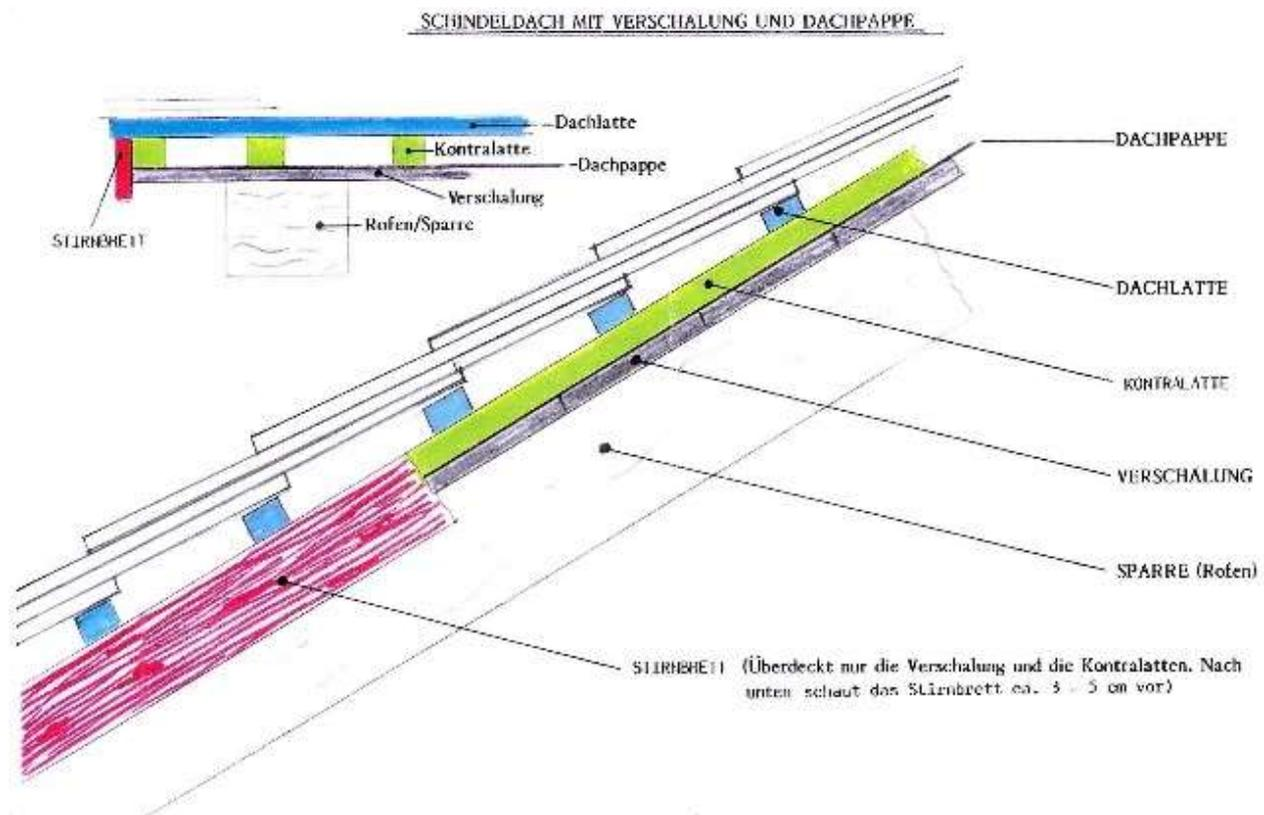 SCHINDELDACH MIT VERSCHALUNG UND DACHPAPPE
Dachlatte
Kontralatte
Dachpappe
Verschalung
Rofen/Sparre
STIRNBRETT
DACHPAPPE
DACHLATTE
KONTRALATTE
VERSCHALUNG
SPARRE (Rofen)
STIRNBRETT (Überdeckt nur die Verschalung und die Kontralatten. Nach
unten schaut das Stirnbrett ca. 3 - 5 cm vor)